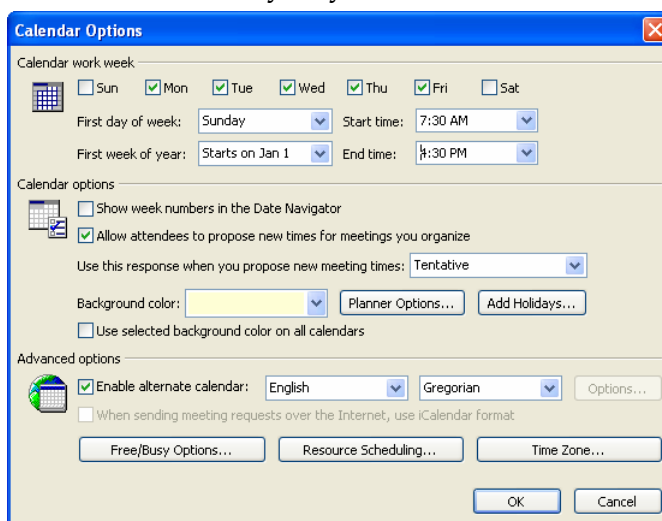 Calendar Options
Calendar work week
Sun Mon Tue Wed Thu Fri Sat
First day of week: Sunday Start time: 7:30 AM
First week of year: Starts on Jan 1 End time: 4:30 PM
Calendar options
Show week numbers in the Date Navigator
Allow attendees to propose new times for meetings you organize
Use this response when you propose new meeting times: Tentative
Background color: Planner Options... Add Holidays...
Use selected background color on all calendars
Advanced options
Enable alternate calendar: English Gregorian Options...
When sending meeting requests over the Internet, use iCalendar format
Free/Busy Options... Resource Scheduling... Time Zone...
OK Cancel